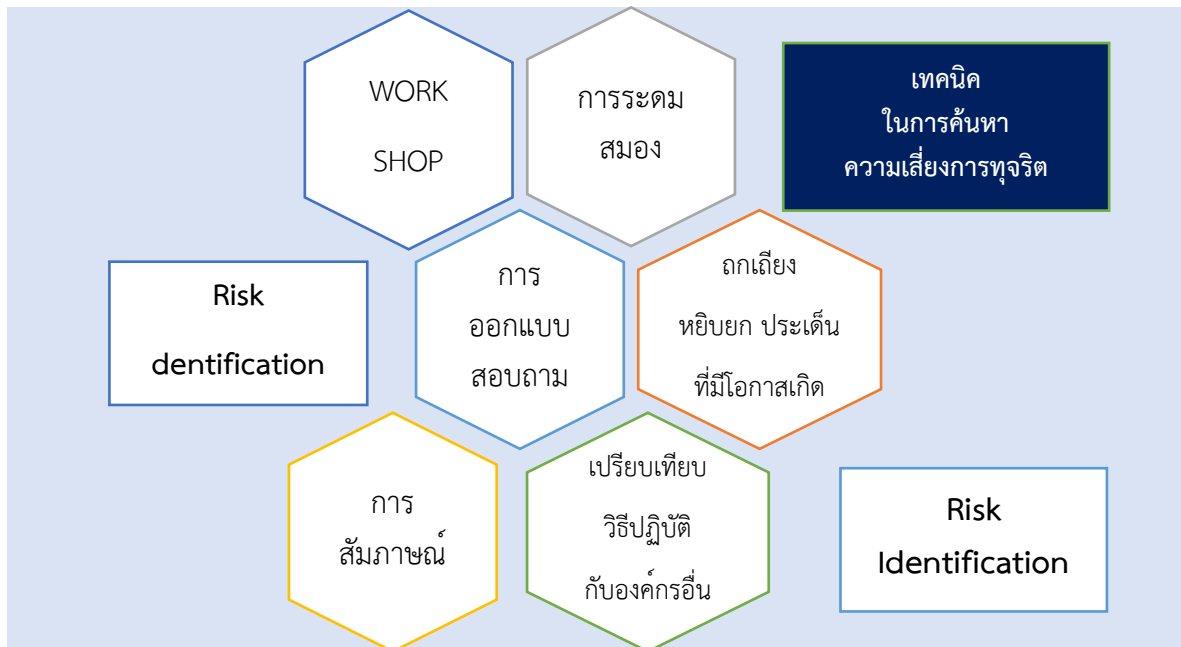 WORK
SHOP
การระดม
สมอง
เทคนิค
ในการค้นหา
ความเสี่ยงการทุจริต
Risk
dentification
การ
ออกแบบ
สอบถาม
ถกเถียง
หยิบยก ประเด็น
ที่มีโอกาสเกิด
การ
สัมภาษณ์
เปรียบเทียบ
วิธีปฏิบัติ
กับองค์กรอื่น
Risk
Identification